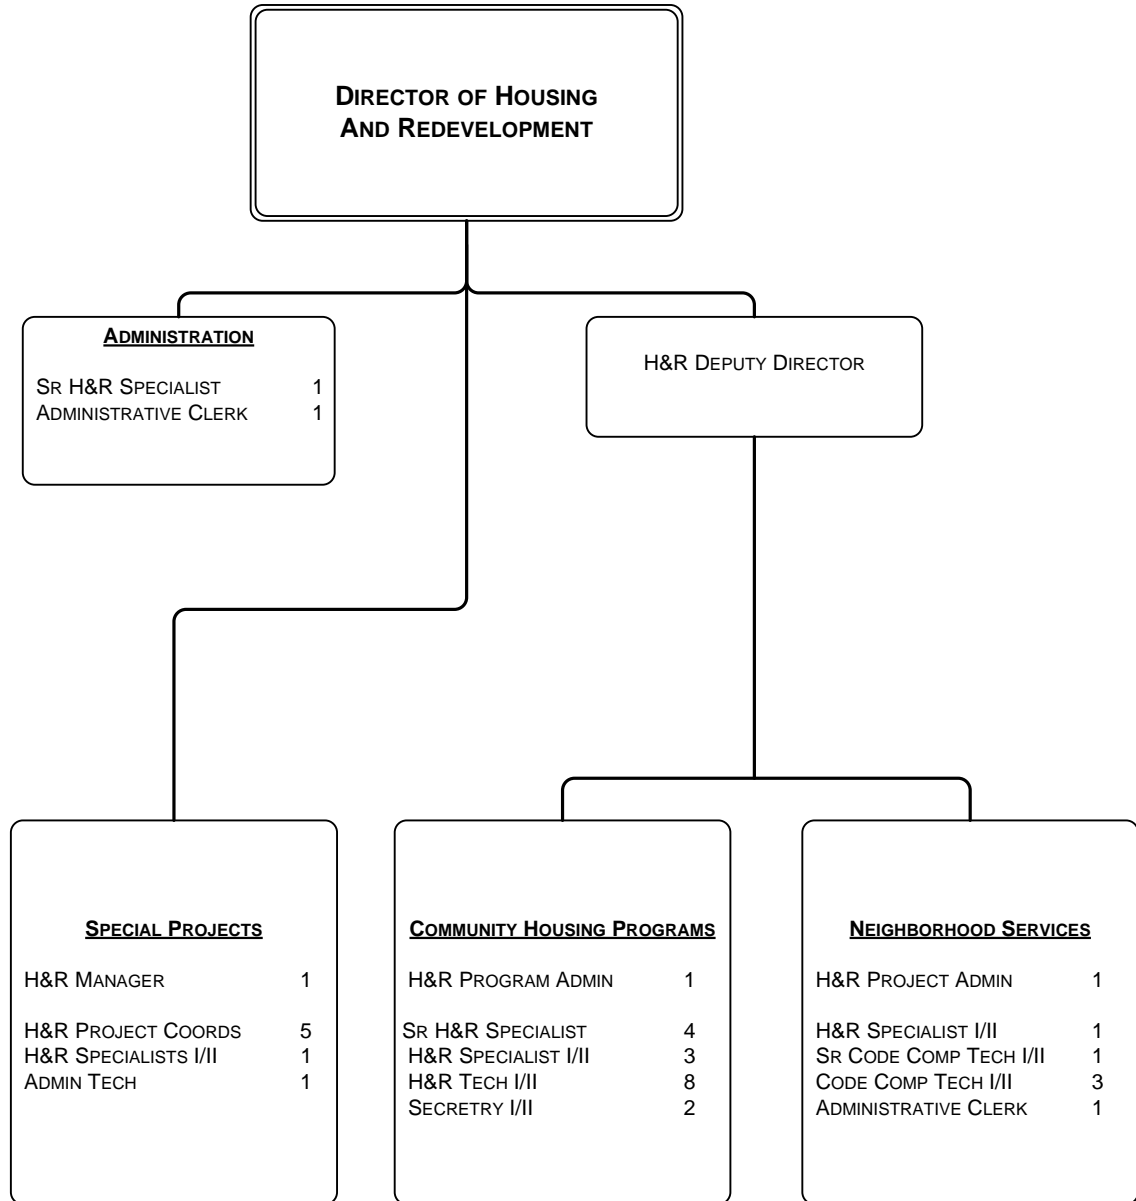 DIRECTOR OF HOUSING
AND REDEVELOPMENT
ADMINISTRATION
SR H&R SPECIALIST 1
ADMINISTRATIVE CLERK 1
H&R DEPUTY DIRECTOR
SPECIAL PROJECTS
H&R MANAGER 1
H&R PROJECT COORDS 5
H&R SPECIALISTS I/II 1
ADMIN TECH 1
COMMUNITY HOUSING PROGRAMS
H&R PROGRAM ADMIN 1
SR H&R SPECIALIST 4
H&R SPECIALIST I/II 3
H&R TECH I/II 8
SECRETRY I/II 2
NEIGHBORHOOD SERVICES
H&R PROJECT ADMIN 1
H&R SPECIALIST I/II 1
SR CODE COMP TECH I/II 1
CODE COMP TECH I/II 3
ADMINISTRATIVE CLERK 1